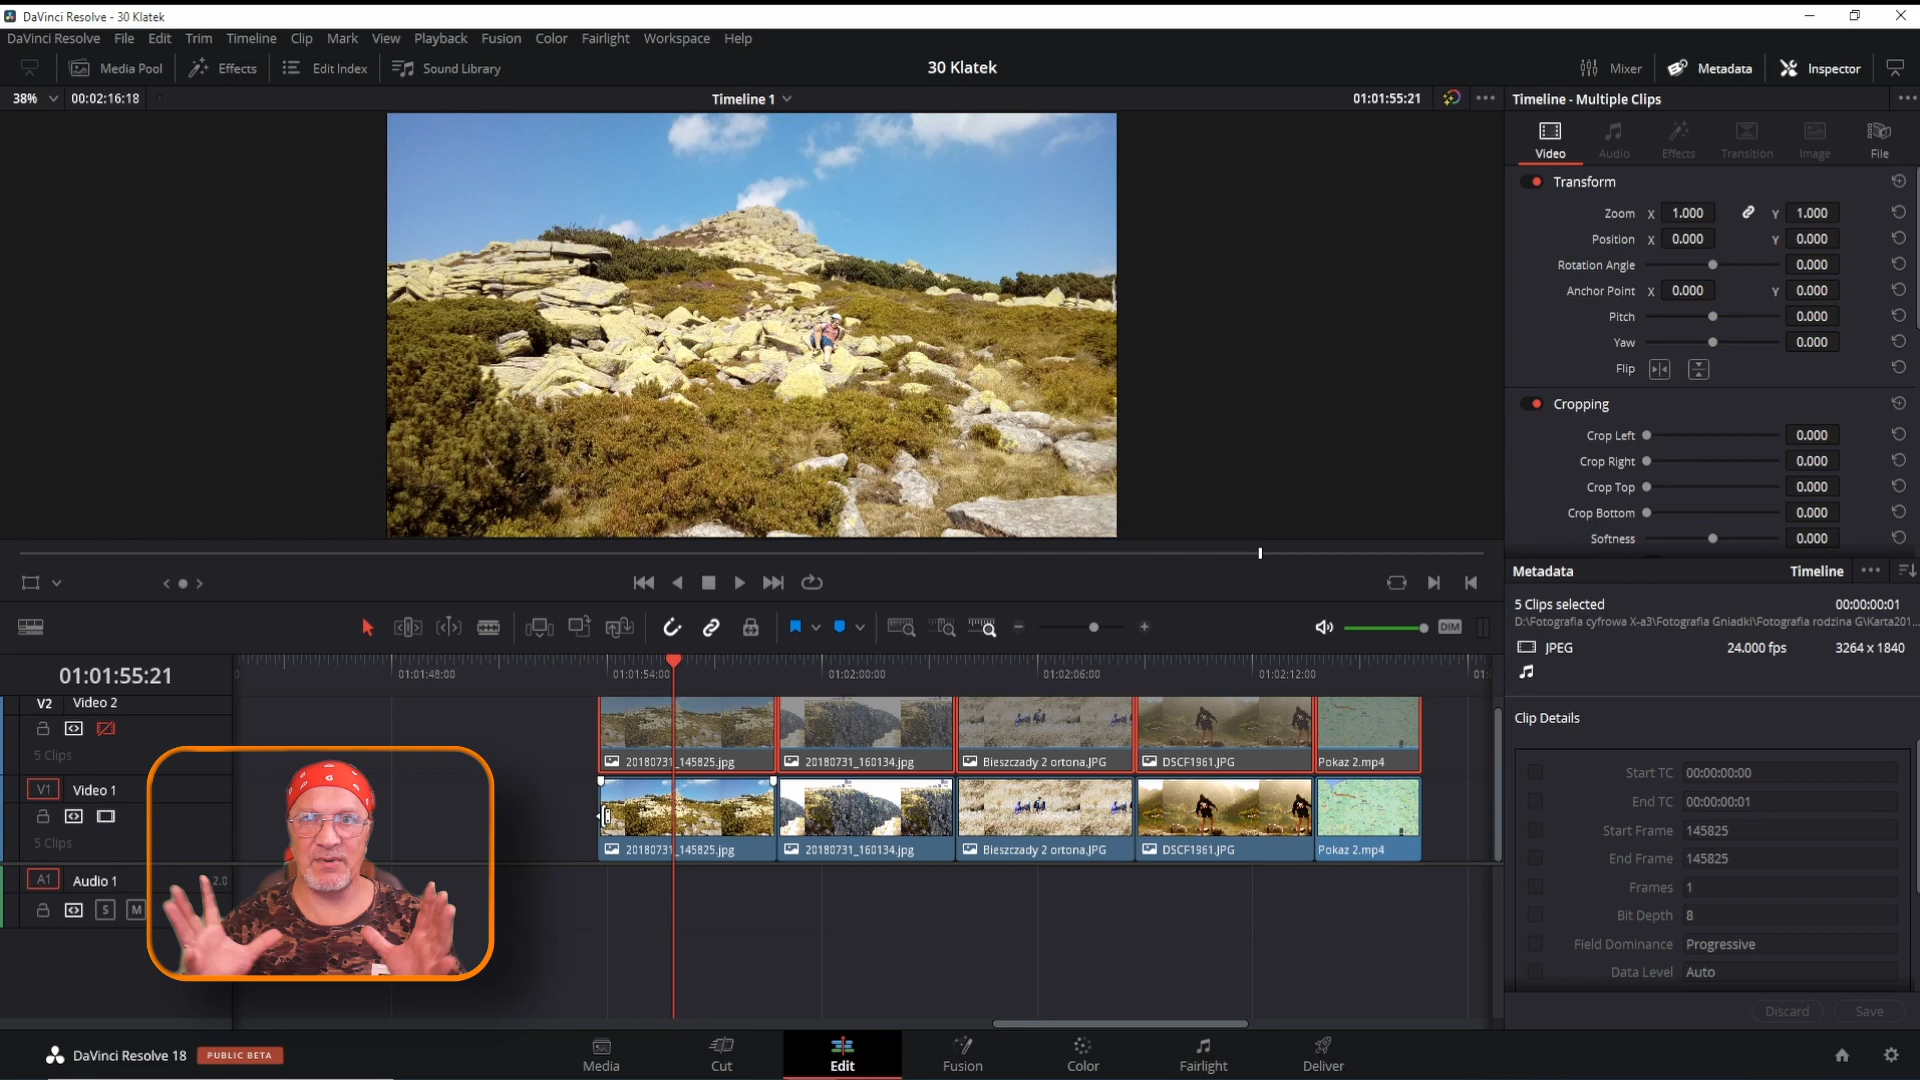 DaVinci Resolve - 30 Klatek
DaVinci Resolve File Edit Trim Timeline Clip Mark View Playback Fusion Color Fairlight Workspace Help
Media Pool Effects Edit Index Sound Library 30 Klatek Mixer Metadata Inspector
38% 00:02:16:18 Timeline 1 01:01:55:21 Timeline - Multiple Clips
Video Audio Effects Transition Image File
Transform
Zoom X 1.000 Y 1.000
Position X 0.000 Y 0.000
Rotation Angle 0.000
Anchor Point X 0.000 Y 0.000
Pitch 0.000
Yaw 0.000
Flip
Cropping
Crop Left 0.000
Crop Right 0.000
Crop Top 0.000
Crop Bottom 0.000
Softness 0.000
Metadata Timeline
5 Clips selected 00:00:00:01
D:\Fotografia cyfrowa X-a3\Fotografia Gniadki\Fotografia rodzina G\Karta201...
JPEG 24.000 fps 3264 x 1840
Clip Details
Start TC 00:00:00:00
End TC 00:00:00:01
Start Frame 145825
End Frame 145825
Frames 1
Bit Depth 8
Field Dominance Progressive
Data Level Auto
Discard Save
DIM
01:01:55:21 01:01:48:00 01:01:54:00 01:02:00:00 01:02:06:00 01:02:12:00 01:
V2 Video 2
5 Clips
20180731_145825.jpg 20180731_160134.jpg Bieszczady 2 ortona.JPG DSCF1961.JPG Pokaz 2.mp4
V1 Video 1
5 Clips
20180731_145825.jpg 20180731_160134.jpg Bieszczady 2 ortona.JPG DSCF1961.JPG Pokaz 2.mp4
A1 Audio 1 2.0
S M
DaVinci Resolve 18 PUBLIC BETA
Media Cut Edit Fusion Color Fairlight Deliver